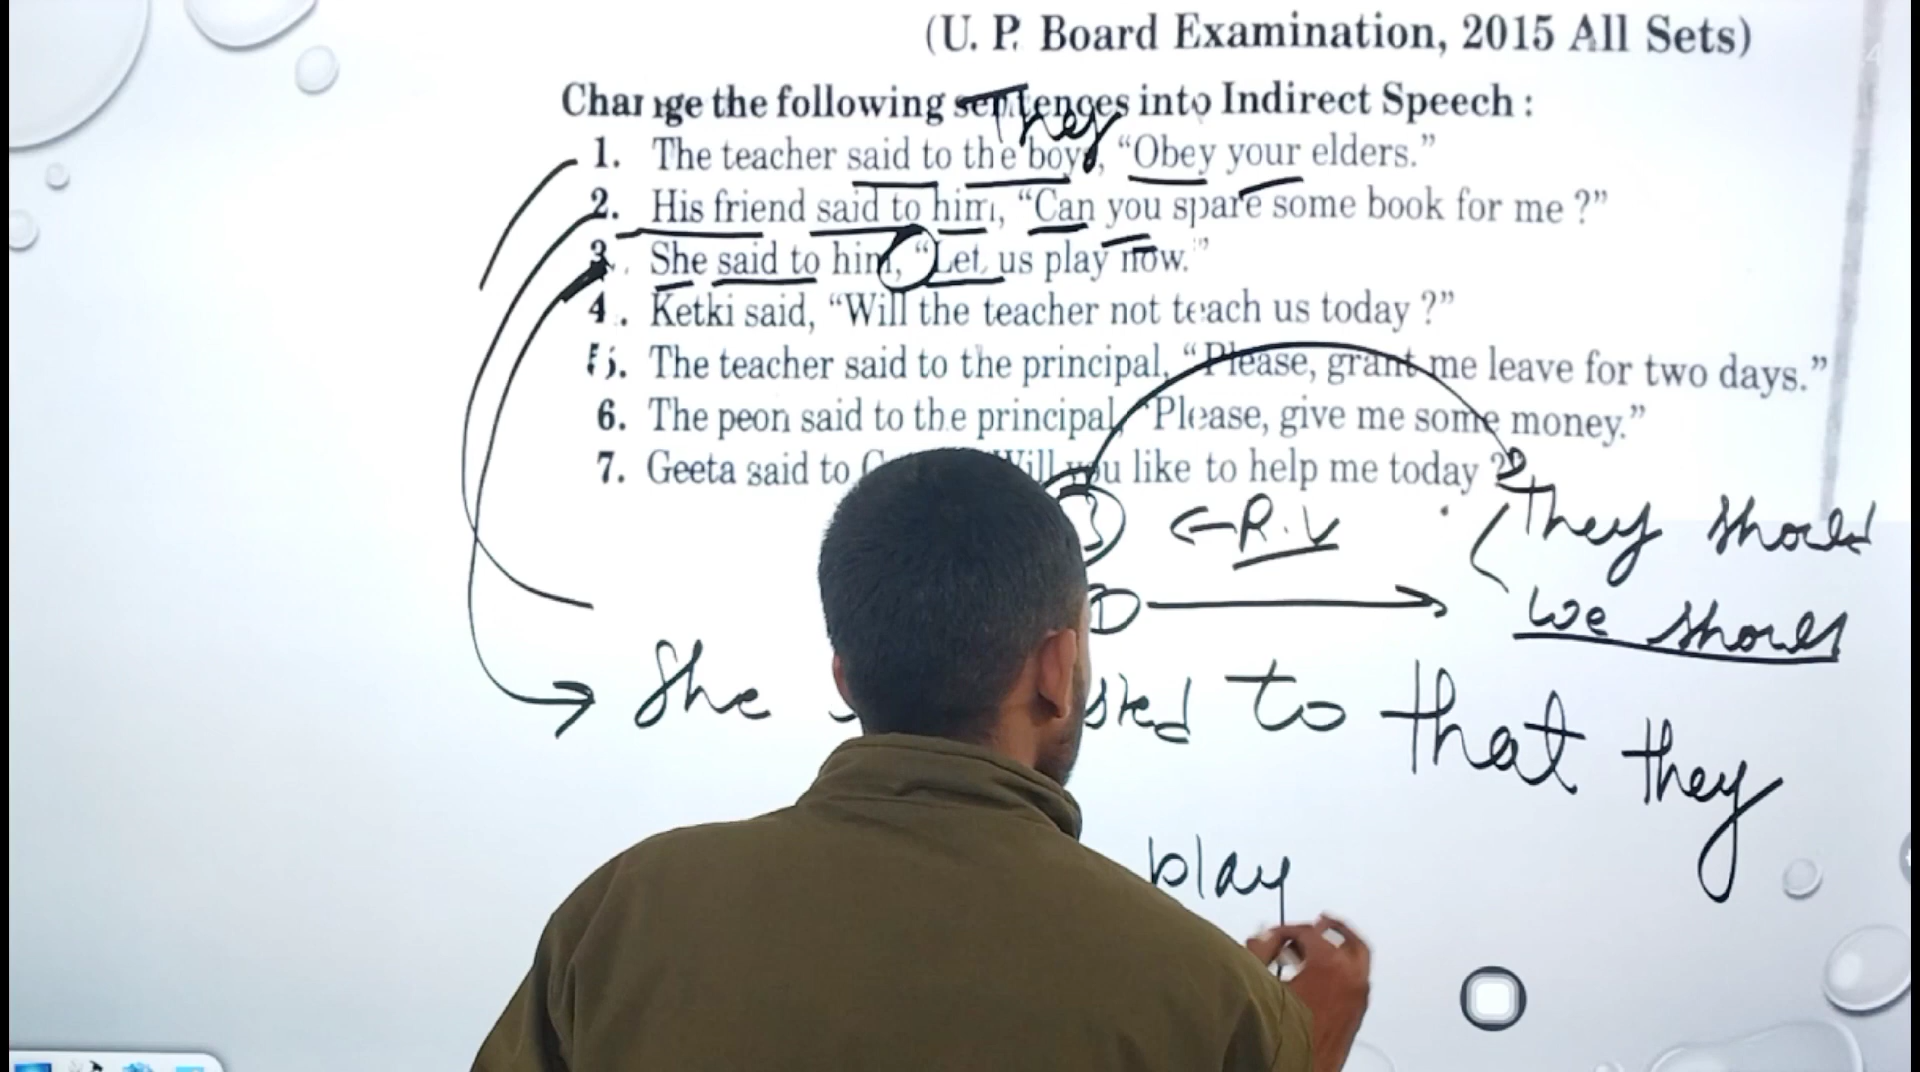 (U. P. Board Examination, 2015 All Sets)
Change the following sentences into Indirect Speech :
They
1. The teacher said to the boys, “Obey your elders.”
2. His friend said to him, “Can you spare some book for me ?”
3. She said to him, “Let us play now.”
4. Ketki said, “Will the teacher not teach us today ?”
5. The teacher said to the principal, “Please, grant me leave for two days.”
6. The peon said to the principal, “Please, give me some money.”
7. Geeta said to you like to help me today ?”
←R.V
They should
we should
She to that they
play